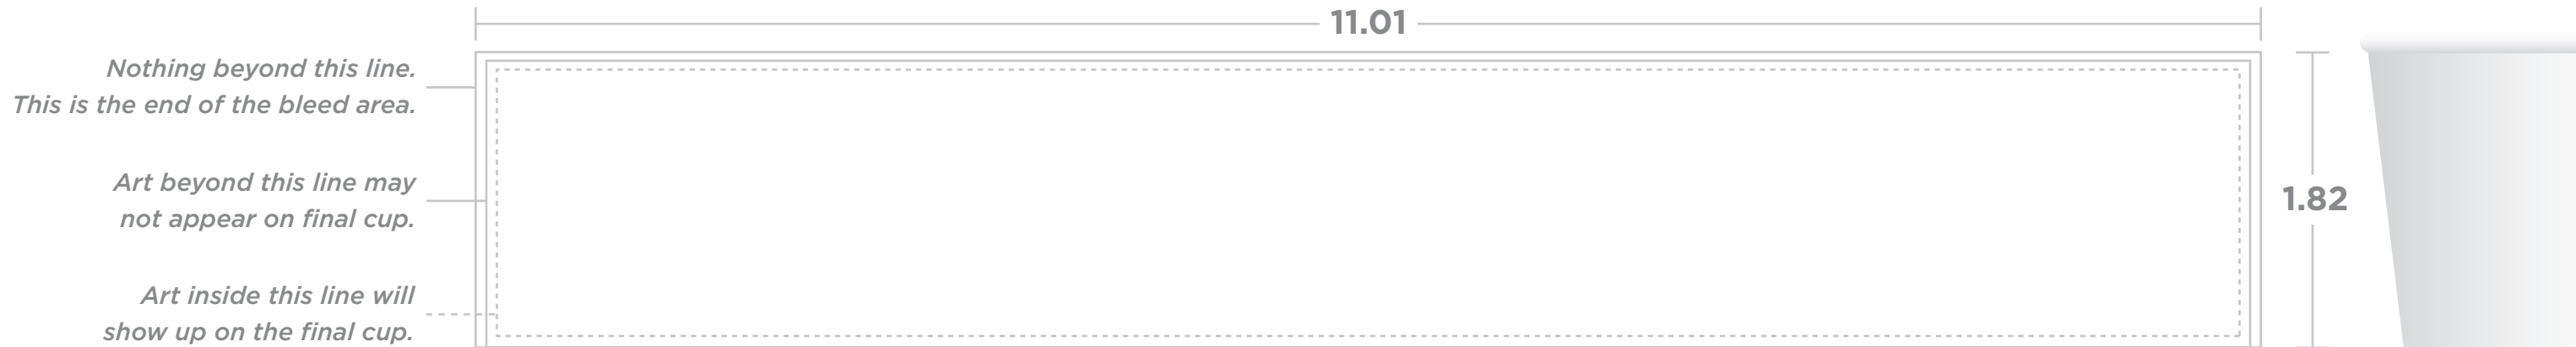 11.01
Nothing beyond this line.
This is the end of the bleed area.
Art beyond this line may
not appear on final cup.
1.82
Art inside this line will
show up on the final cup.